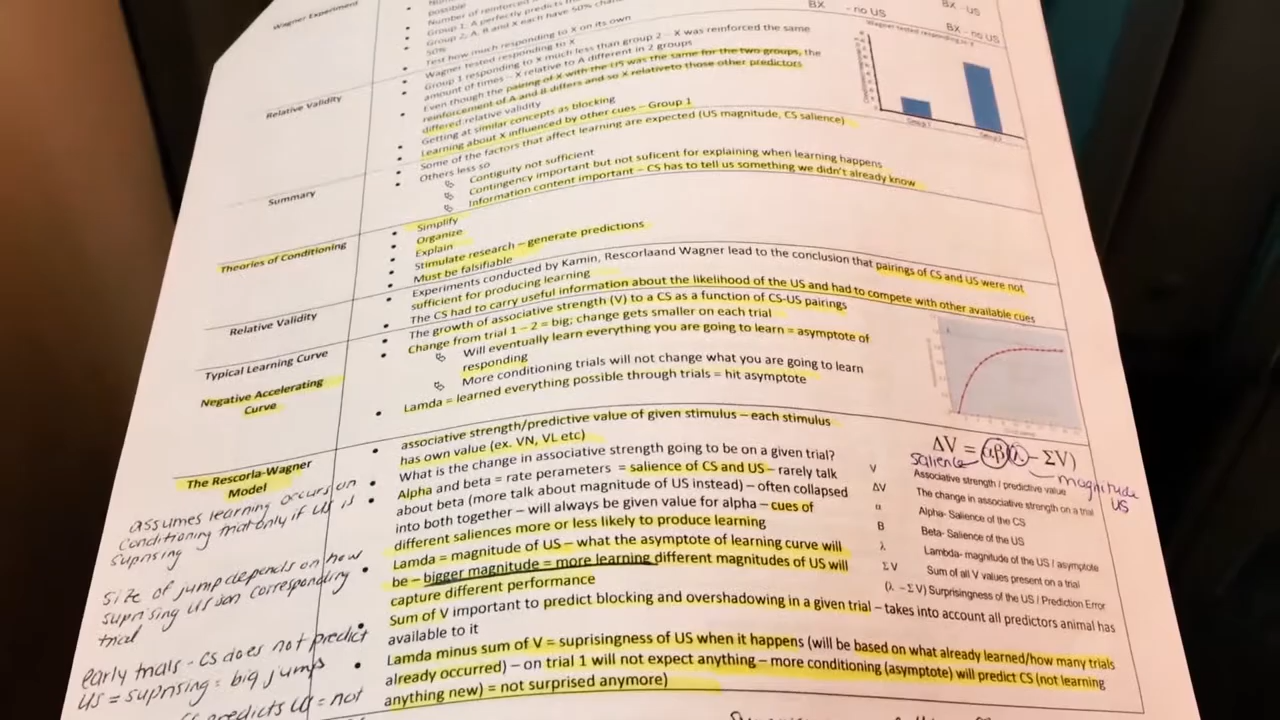 Wagner Experiment
possible
Number of reinforced
Group 1: A perfectly predicts the
Group 2: A, B and X each have 50% chan
50%
Test how much responding to X on its own
Wagner tested responding to X
Group 1 responding to X much less than group 2 – X was reinforced the same
amount of times – X relative to A different in 2 groups
Even though the pairing of X with the US was the same for the two groups, the
reinforcement of A and B differs and so X relative to those other predictors
differed relative validity
Getting at similar concepts as blocking
Learning about X influenced by other cues – Group 1
BX - no US
BX - US
BX - no US
Wagner tested responding to X
Group 1
Group 2
Relative Validity
Summary
Some of the factors that affect learning are expected (US magnitude, CS salience)
Others less so
Contiguity not sufficient
Contingency important but not suficent for explaining when learning happens
Information content important – CS has to tell us something we didn't already know
Theories of Conditioning
Simplify
Organize
Explain
Stimulate research – generate predictions
Must be falsifiable
Relative Validity
Experiments conducted by Kamin, Rescorlaand Wagner lead to the conclusion that pairings of CS and US were not
sufficient for producing learning
The CS had to carry useful information about the likelihood of the US and had to compete with other available cues
Typical Learning Curve
Negative Accelerating
Curve
The growth of associative strength (V) to a CS as a function of CS-US pairings
Change from trial 1 – 2 = big; change gets smaller on each trial
Will eventually learn everything you are going to learn = asymptote of
responding
More conditioning trials will not change what you are going to learn
Lamda = learned everything possible through trials = hit asymptote
The Rescorla-Wagner
Model
assumes learning occurs on
Conditioning trial only if US is
suprising
size of jump depends on how
suprising US is on corresponding
trial
early trials - CS does not predict
US = suprising = big jump
predicts US = not
associative strength/predictive value of given stimulus – each stimulus
has own value (ex. VN, VL etc)
What is the change in associative strength going to be on a given trial?
Alpha and beta = rate perameters = salience of CS and US – rarely talk
about beta (more talk about magnitude of US instead) – often collapsed
into both together – will always be given value for alpha – cues of
different saliences more or less likely to produce learning
Lamda = magnitude of US – what the asymptote of learning curve will
be – bigger magnitude = more learning different magnitudes of US will
capture different performance
Sum of V important to predict blocking and overshadowing in a given trial – takes into account all predictors animal has
available to it
Lamda minus sum of V = suprisingness of US when it happens (will be based on what already learned/how many trials
already occurred) – on trial 1 will not expect anything – more conditioning (asymptote) will predict CS (not learning
anything new) = not surprised anymore)
ΔV = αβ(λ – ΣV)
salience
magnitude
US
V Associative strength / predictive value
ΔV The change in associative strength on a trial
α Alpha- Salience of the CS
B Beta- Salience of the US
λ Lambda- magnitude of the US / asymptote
ΣV Sum of all V values present on a trial
(λ – ΣV) Surprisingness of the US / Prediction Error